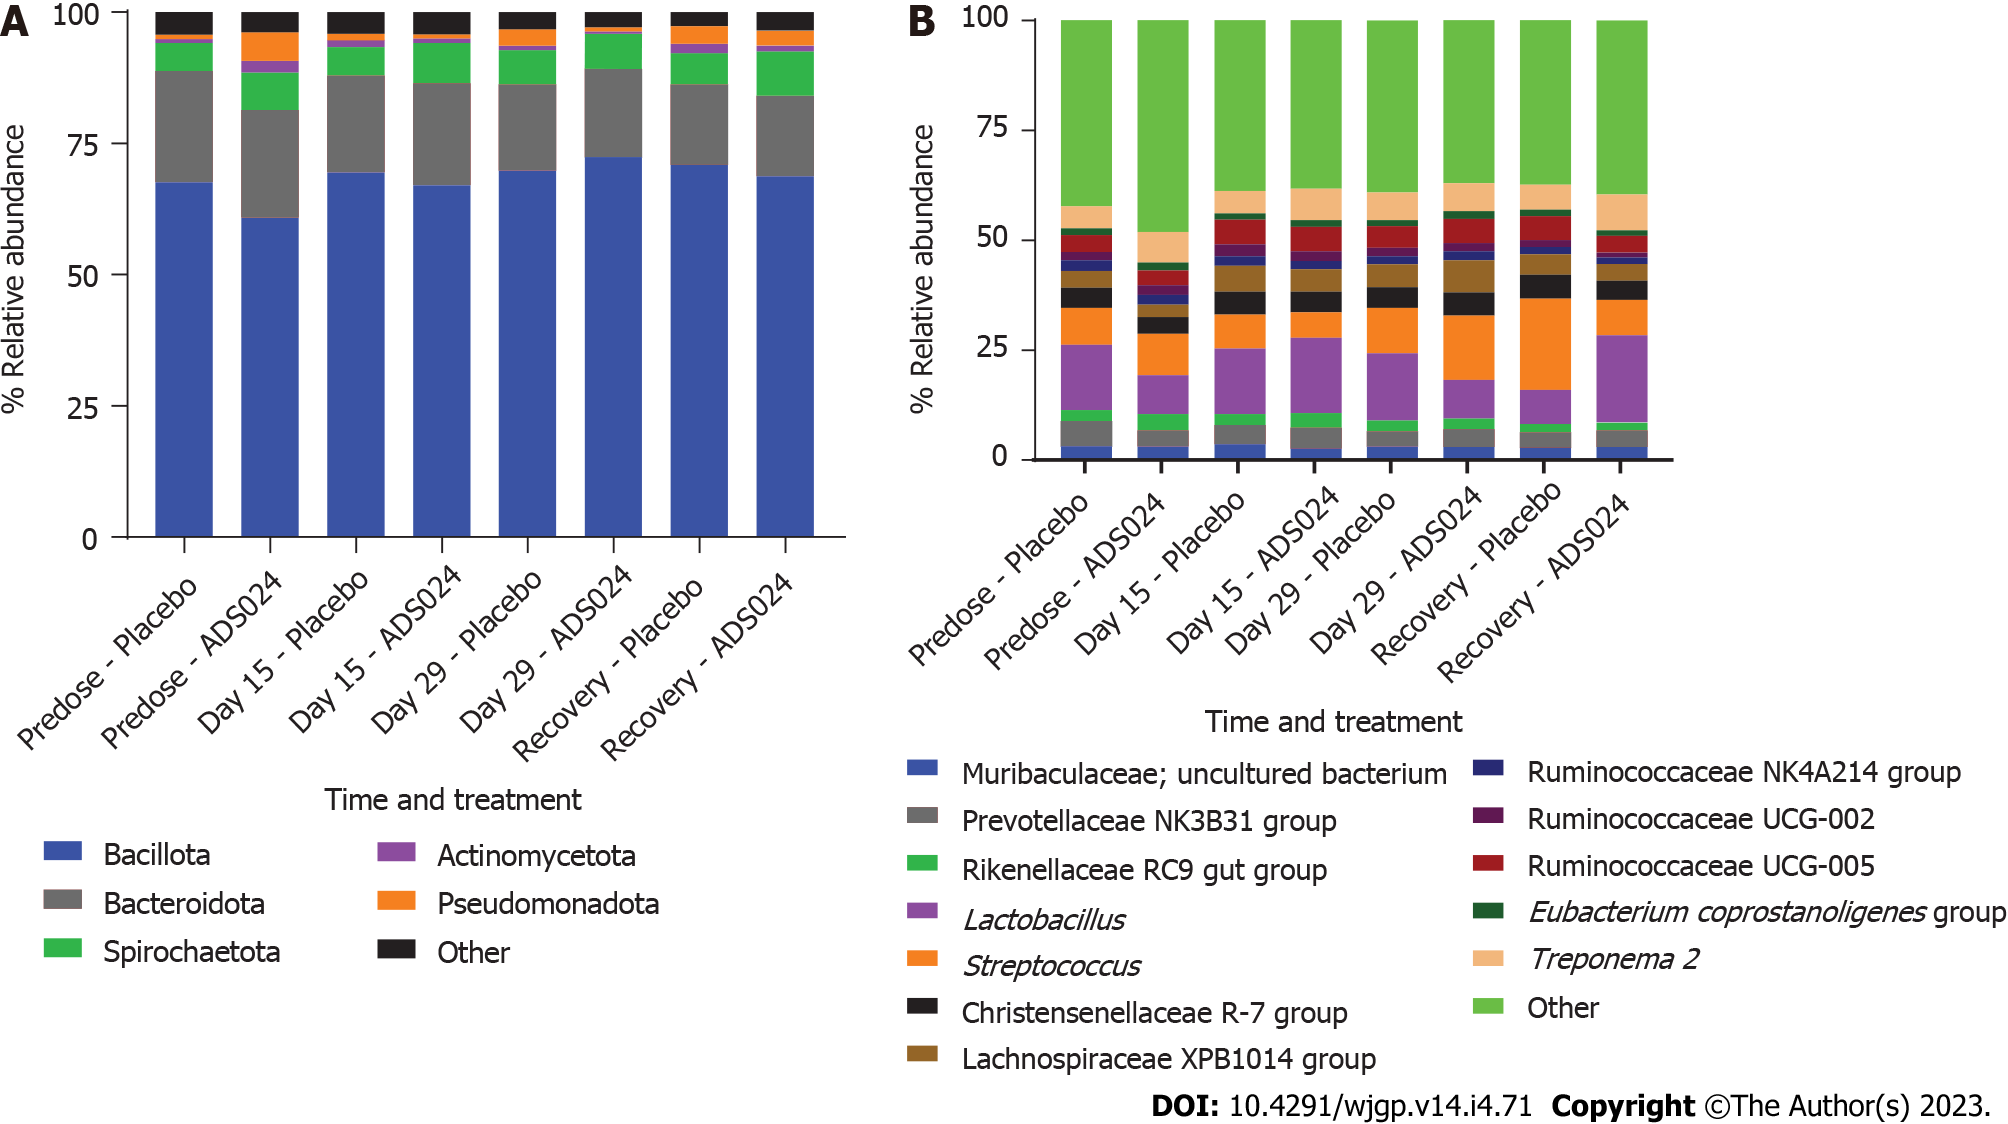 A
100
75
50
25
0
% Relative abundance
Predose - Placebo
Predose - ADS024
Day 15 - Placebo
Day 15 - ADS024
Day 29 - Placebo
Day 29 - ADS024
Recovery - Placebo
Recovery - ADS024
Time and treatment
Bacillota
Bacteroidota
Spirochaetota
Actinomycetota
Pseudomonadota
Other
B
100
75
50
25
0
% Relative abundance
Predose - Placebo
Predose - ADS024
Day 15 - Placebo
Day 15 - ADS024
Day 29 - Placebo
Day 29 - ADS024
Recovery - Placebo
Recovery - ADS024
Time and treatment
Muribaculaceae; uncultured bacterium
Prevotellaceae NK3B31 group
Rikenellaceae RC9 gut group
Lactobacillus
Streptococcus
Christensenellaceae R-7 group
Lachnospiraceae XPB1014 group
Ruminococcaceae NK4A214 group
Ruminococcaceae UCG-002
Ruminococcaceae UCG-005
Eubacterium coprostanoligenes group
Treponema 2
Other
DOI: 10.4291/wjgp.v14.i4.71 Copyright ©The Author(s) 2023.